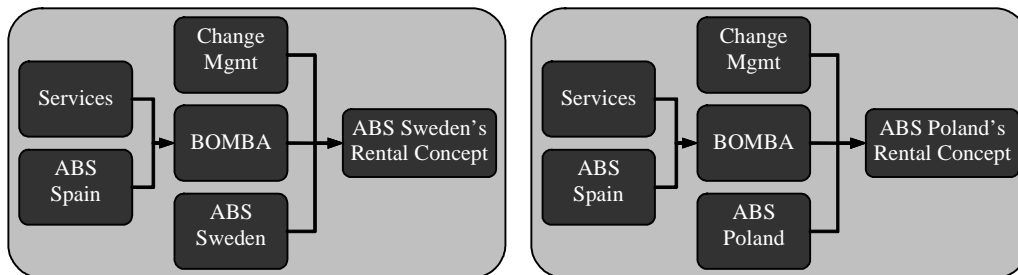 Change
Mgmt
Services
BOMBA
ABS
Spain
ABS
Sweden
ABS Sweden's
Rental Concept
Change
Mgmt
Services
BOMBA
ABS
Spain
ABS
Poland
ABS Poland's
Rental Concept